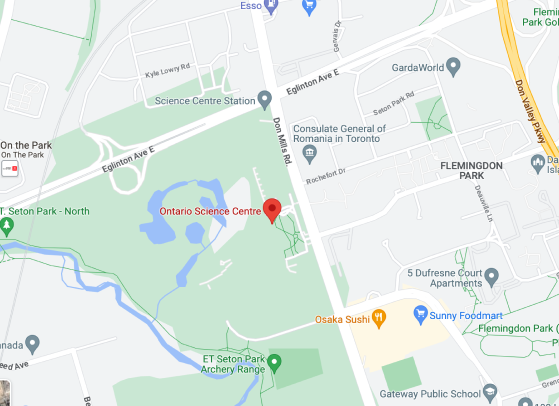 Esso
Gervais Dr
Flem
Park Gol
Kyle Lowry Rd
GardaWorld
Eglinton Ave E
Science Centre Station
Seton Park Rd
Don Valley Pkwy
Don Mills Rd
Consulate General of
Romania in Toronto
On the Park
On The Park
Eglinton Ave E
FLEMINGDON
PARK
Da
Isla
Rochefort Dr
Deauville Ln
T. Seton Park - North
Ontario Science Centre
5 Dufresne Court
Apartments
Osaka Sushi
Sunny Foodmart
Flemingdon
nada
eed Ave
ET Seton Park
Archery Range
Be
Grenc
Gateway Public School